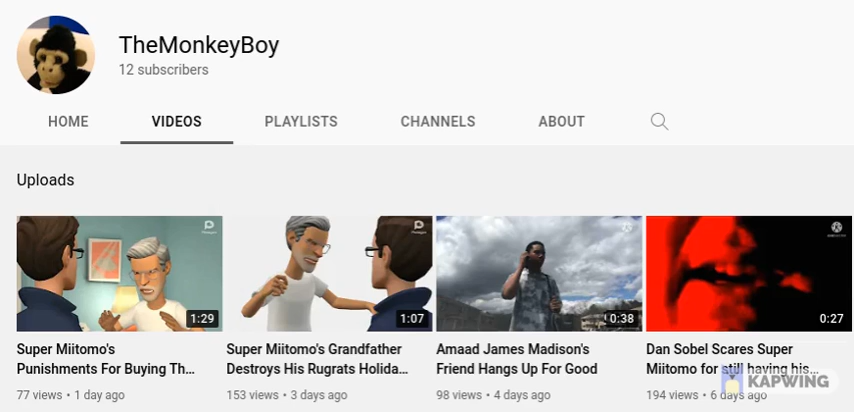 TheMonkeyBoy
12 subscribers
HOME
VIDEOS
PLAYLISTS
CHANNELS
ABOUT
Uploads
1:29
1:07
0:38
0:27
Super Miitomo's
Punishments For Buying Th...
77 views • 1 day ago
Super Miitomo's Grandfather
Destroys His Rugrats Holida...
153 views • 3 days ago
Amaad James Madison's
Friend Hangs Up For Good
98 views • 4 days ago
Dan Sobel Scares Super
Miitomo for still having his...
194 views • 6 days ago
KAPWING